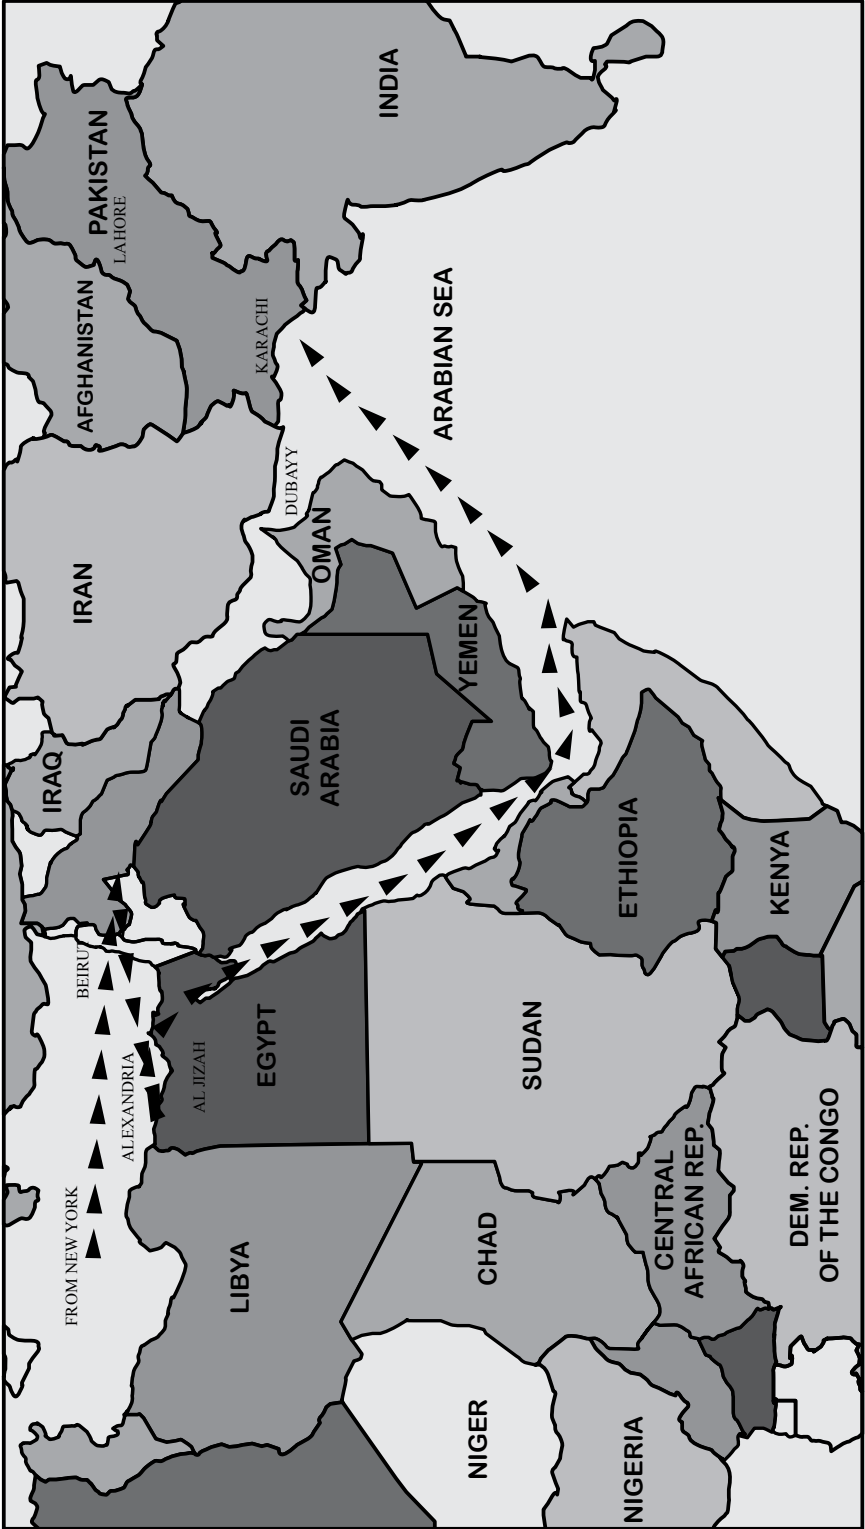 FROM NEW YORK
BEIRUT
ALEXANDRIA
AL JIZAH
IRAQ
IRAN
AFGHANISTAN
PAKISTAN
LAHORE
KARACHI
INDIA
DUBAYY
OMAN
SAUDI
ARABIA
YEMEN
ARABIAN SEA
LIBYA
EGYPT
NIGER
CHAD
SUDAN
ETHIOPIA
NIGERIA
CENTRAL
AFRICAN REP.
KENYA
DEM. REP.
OF THE CONGO